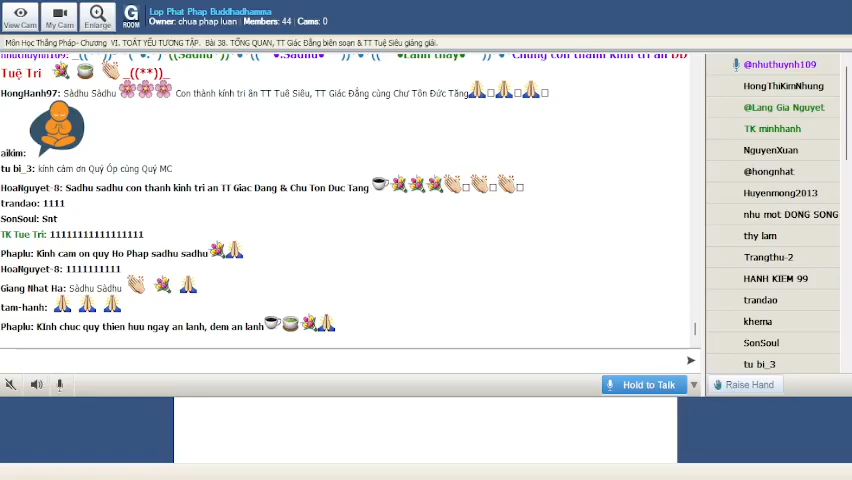 View Cam
My Cam
Enlarge
G
ROOM
Lop Phat Phap Buddhadhamma
Owner: chua phap luan | Members: 44 | Cams: 0
Môn Học Thắng Pháp- Chương VI. TOÁT YẾU TƯƠNG TẬP. Bài 38. TỔNG QUAN, TT Giác Đẳng biên soạn & TT Tuệ Siêu giảng giải.
Tuệ Tri _((**))_
HongHanh97: Sàdhu Sàdhu Con thành kính tri ân TT Tuê Siêu, TT Giác Đẳng cùng Chư Tôn Đức Tăng
aikim:
tu bi_3: kính cảm ơn Quý Óp cùng Quý MC
HoaNguyet-8: Sadhu sadhu con thanh kinh tri an TT Giac Dang & Chu Ton Duc Tang
trandao: 1111
SonSoul: Snt
TK Tue Tri: 11111111111111111
Phaplu: Kinh cam on quy Ho Phap sadhu sadhu
HoaNguyet-8: 1111111111
Giang Nhat Ha: Sàdhu Sàdhu
tam-hanh:
Phaplu: KInh chuc quy thien huu ngay an lanh, dem an lanh
Hold to Talk
@nhuthuynh109
HongThiKimNhung
@Lang Gia Nguyet
TK minhhanh
NguyenXuan
@hongnhat
Huyenmong2013
nhu mot DONG SONG
thy lam
Trangthu-2
HANH KIEM 99
trandao
khema
SonSoul
tu bi_3
Raise Hand